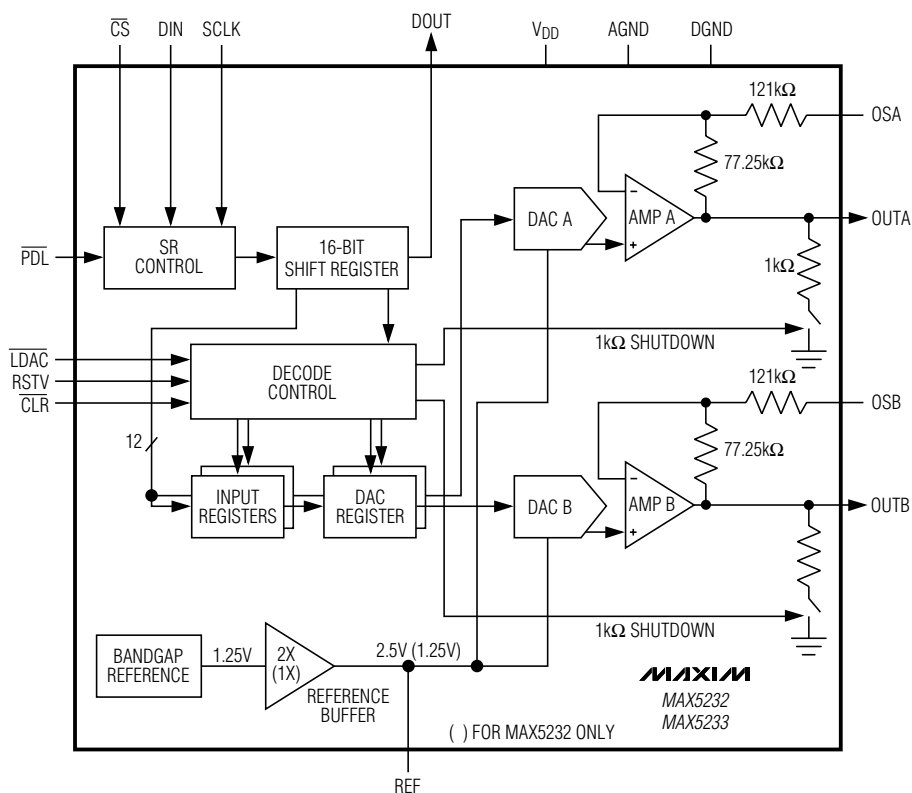 CS DIN SCLK DOUT VDD AGND DGND
121kΩ
OSA
77.25kΩ
DAC A
AMP A
−
+
OUTA
1kΩ
PDL
SR
CONTROL
16-BIT
SHIFT REGISTER
1kΩ SHUTDOWN
LDAC
RSTV
CLR
DECODE
CONTROL
121kΩ
OSB
12
77.25kΩ
INPUT
REGISTERS
DAC
REGISTER
DAC B
AMP B
−
+
OUTB
1kΩ SHUTDOWN
BANDGAP
REFERENCE
1.25V
2X
(1X)
2.5V (1.25V)
REFERENCE
BUFFER
MAXIM
MAX5232
MAX5233
( ) FOR MAX5232 ONLY
REF